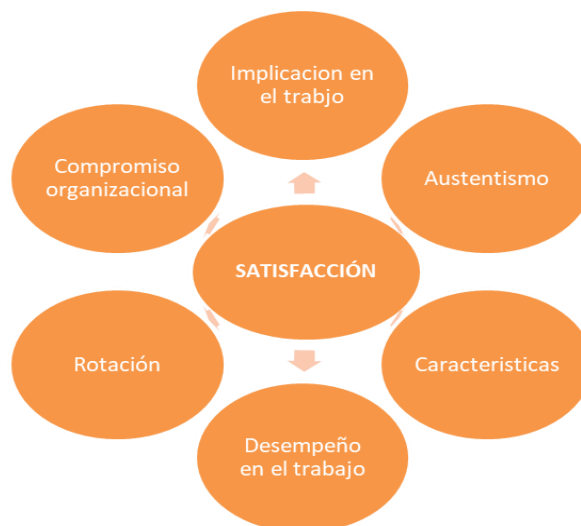 Implicacion en
el trabjo
Compromiso
organizacional
Austentismo
SATISFACCIÓN
Rotación
Caracteristicas
Desempeño
en el trabajo